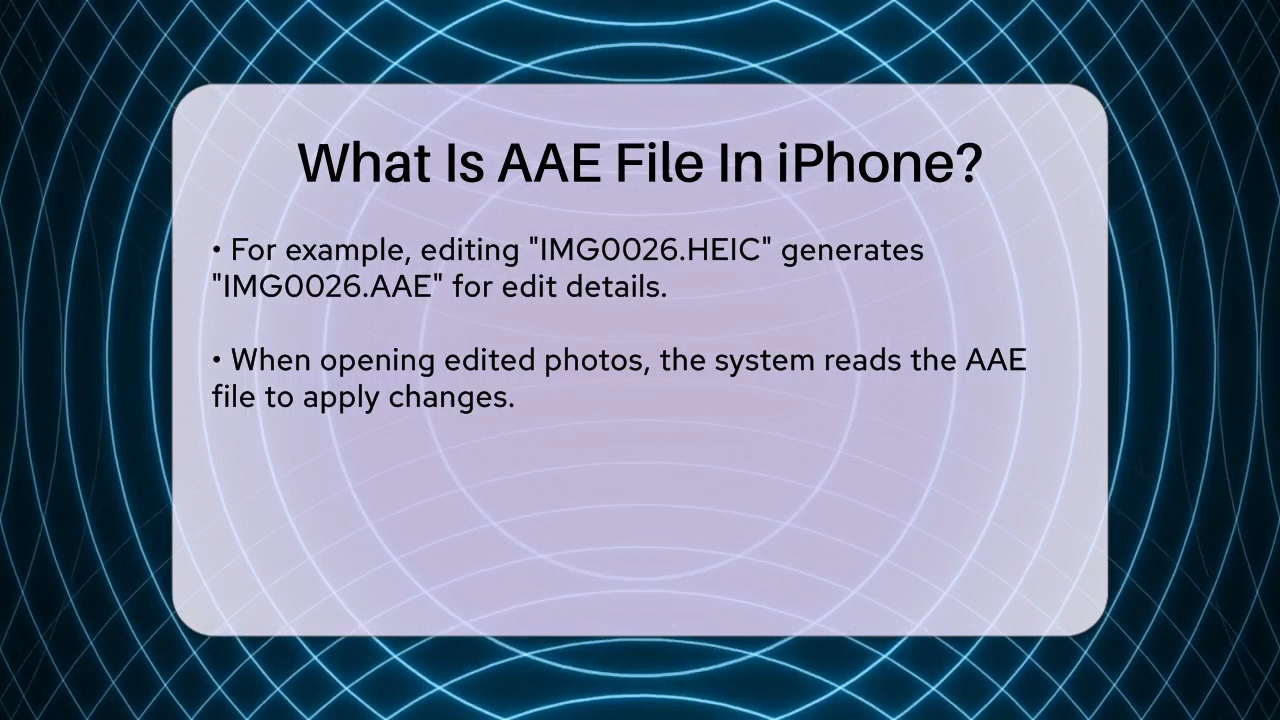 What Is AAE File In iPhone?
• For example, editing "IMG0026.HEIC" generates
"IMG0026.AAE" for edit details.
• When opening edited photos, the system reads the AAE
file to apply changes.